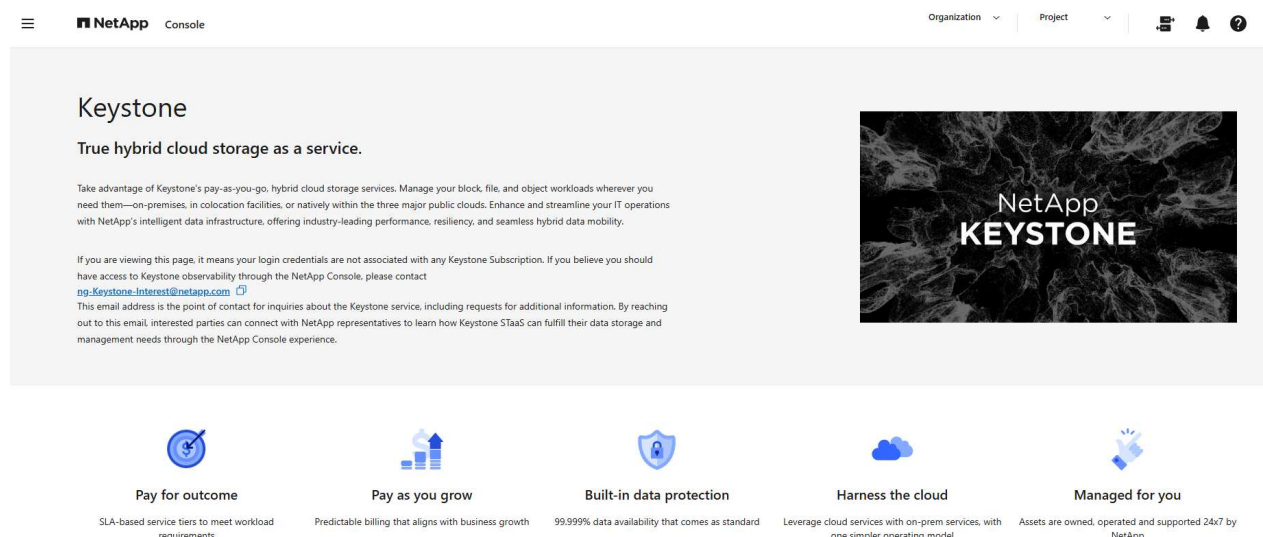 NetApp Console
Organization
Project
Keystone
True hybrid cloud storage as a service.
Take advantage of Keystone's pay-as-you-go, hybrid cloud storage services. Manage your block, file, and object workloads wherever you
need them—on-premises, in colocation facilities, or natively within the three major public clouds. Enhance and streamline your IT operations
with NetApp's intelligent data infrastructure, offering industry-leading performance, resiliency, and seamless hybrid data mobility.
If you are viewing this page, it means your login credentials are not associated with any Keystone Subscription. If you believe you should
have access to Keystone observability through the NetApp Console, please contact
ng-Keystone-Interest@netapp.com
This email address is the point of contact for inquiries about the Keystone service, including requests for additional information. By reaching
out to this email, interested parties can connect with NetApp representatives to learn how Keystone STaaS can fulfill their data storage and
management needs through the NetApp Console experience.
NetApp
KEYSTONE
Pay for outcome
SLA-based service tiers to meet workload
requirements
Pay as you grow
Predictable billing that aligns with business growth
Built-in data protection
99.999% data availability that comes as standard
Harness the cloud
Leverage cloud services with on-prem services, with
one simpler operating model
Managed for you
Assets are owned, operated and supported 24x7 by
NetApp